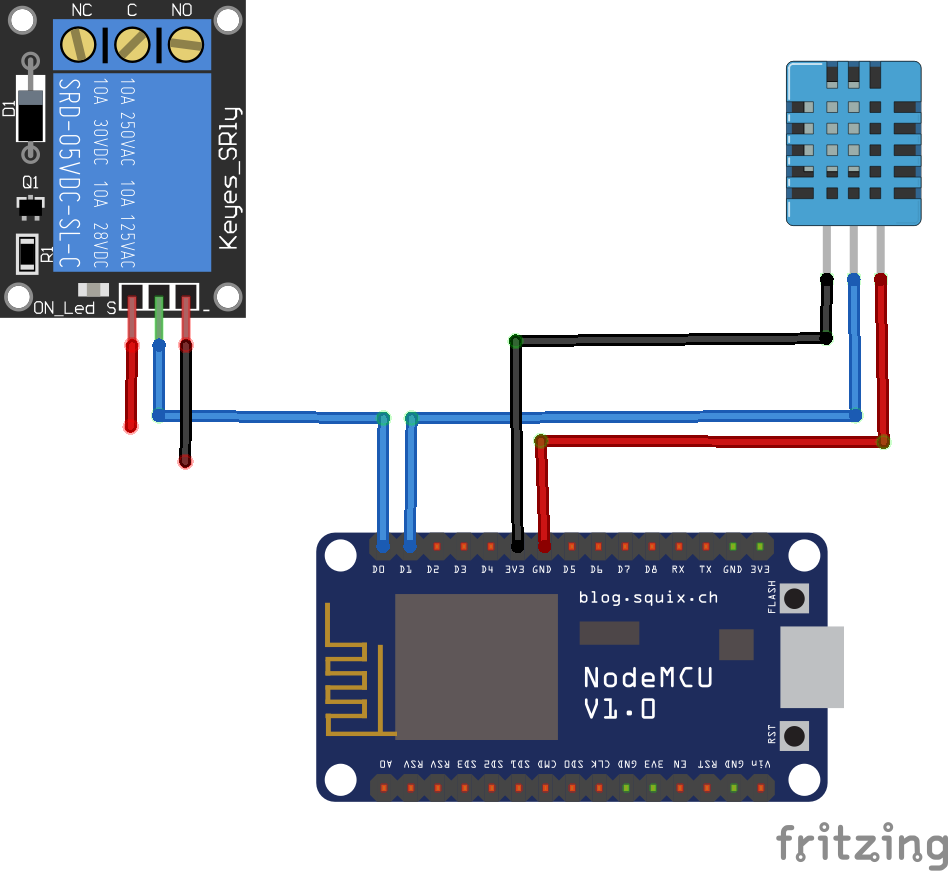 NC C NO
D1
SRD-05VDC-SL-C
10A 30VDC 10A 28VDC
10A 250VAC 10A 125VAC
Keyes_SRly
Q1
R1
ON_Led S -
D0 D1 D2 D3 D4 3V3 GND D5 D6 D7 D8 RX TX GND 3V3
blog.squix.ch
FLASH
NodeMCU
V1.0
RST
A0 RSV RSV SD3 SD2 SD1 CMD SD0 CLK GND 3V3 EN RST GND Vin
fritzing